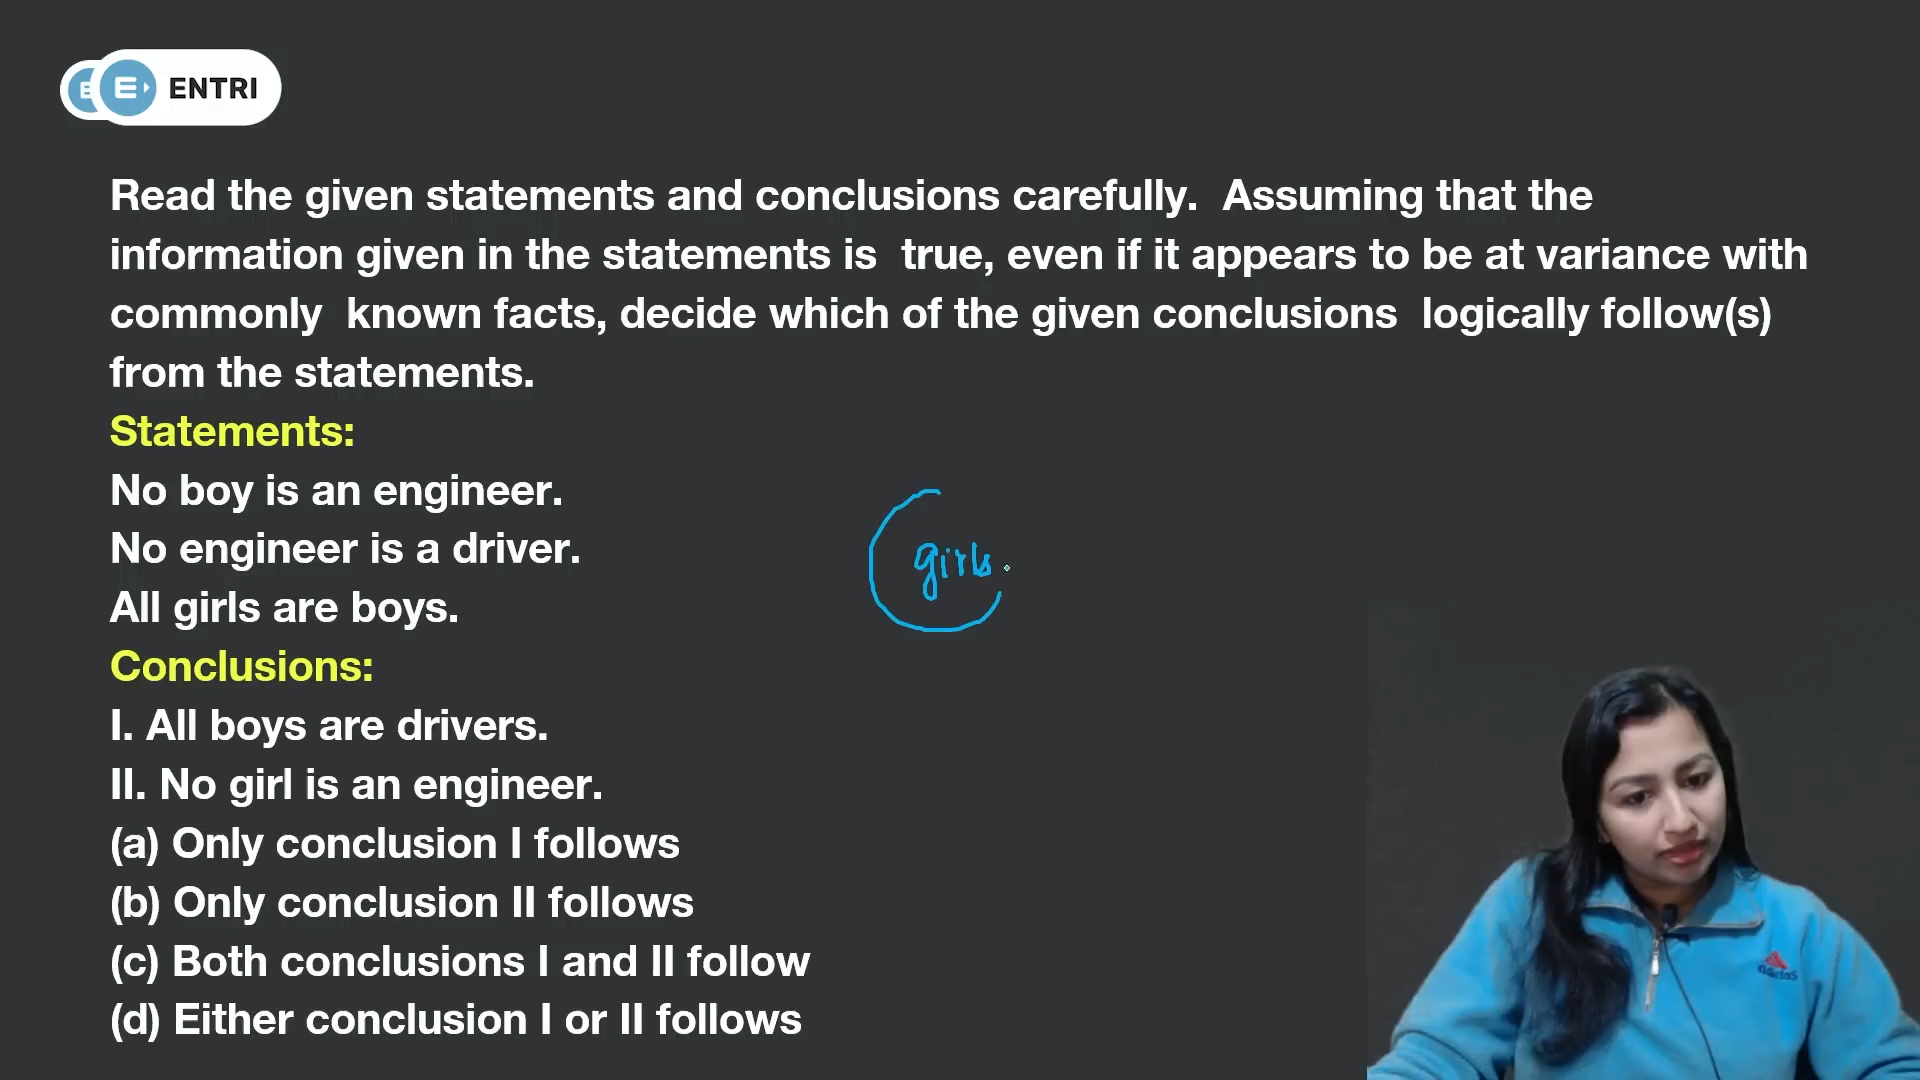 E E ENTRI
Read the given statements and conclusions carefully. Assuming that the
information given in the statements is true, even if it appears to be at variance with
commonly known facts, decide which of the given conclusions logically follow(s)
from the statements.
Statements:
No boy is an engineer.
No engineer is a driver.
All girls are boys.
Conclusions:
I. All boys are drivers.
II. No girl is an engineer.
(a) Only conclusion I follows
(b) Only conclusion II follows
(c) Both conclusions I and II follow
(d) Either conclusion I or II follows
girls
adidas